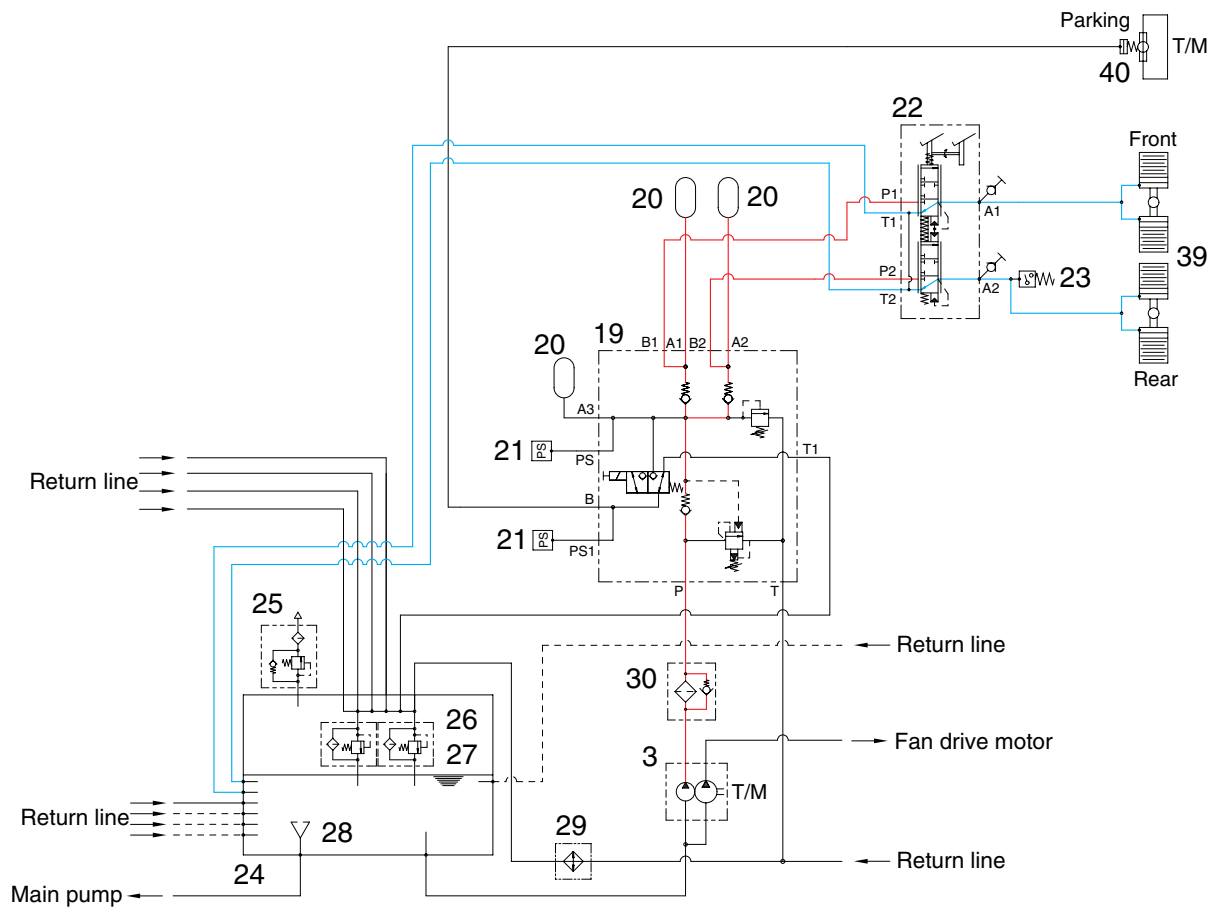 Parking
T/M
40
22
Front
20
20
P1
A1
T1
39
P2
A2
23
T2
19
B1
A1
B2
A2
Rear
20
A3
21
PS
PS
T1
Return line
B
21
PS
PS1
P
T
25
Return line
30
26
27
3
Fan drive motor
T/M
Return line
28
29
Return line
24
Main pump